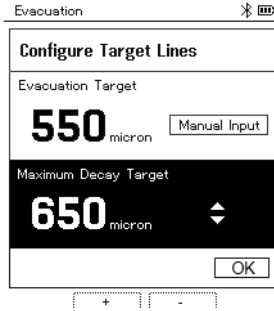 Evacuation
Configure Target Lines
Evacuation Target
550 micron
Manual Input
Maximum Decay Target
650 micron
OK
+ -